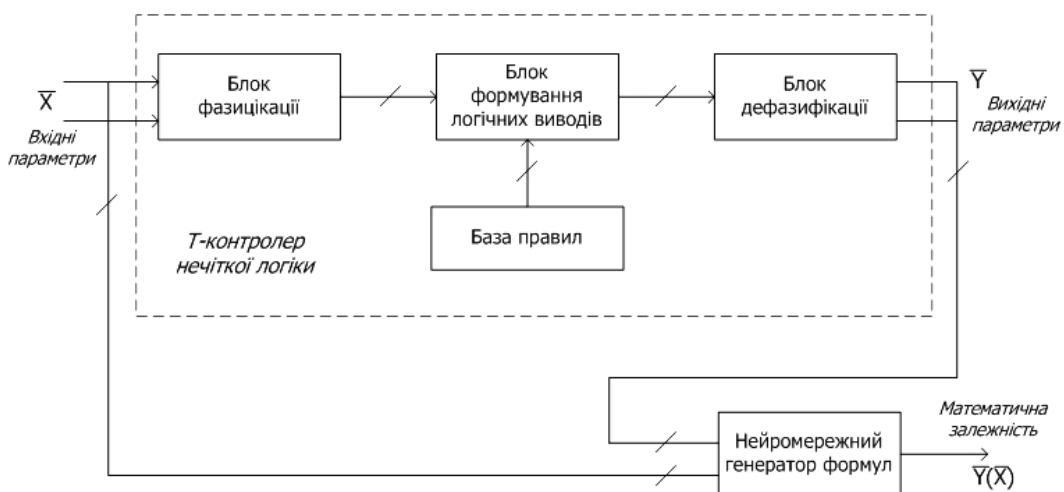 X̅
Вхідні
параметри
Блок
фазицікації
Блок
формування
логічних виводів
Блок
дефазифікації
Y̅
Вихідні
параметри
База правил
Т-контролер
нечіткої логіки
Нейромережний
генератор формул
Математична
залежність
Y̅(X̅)